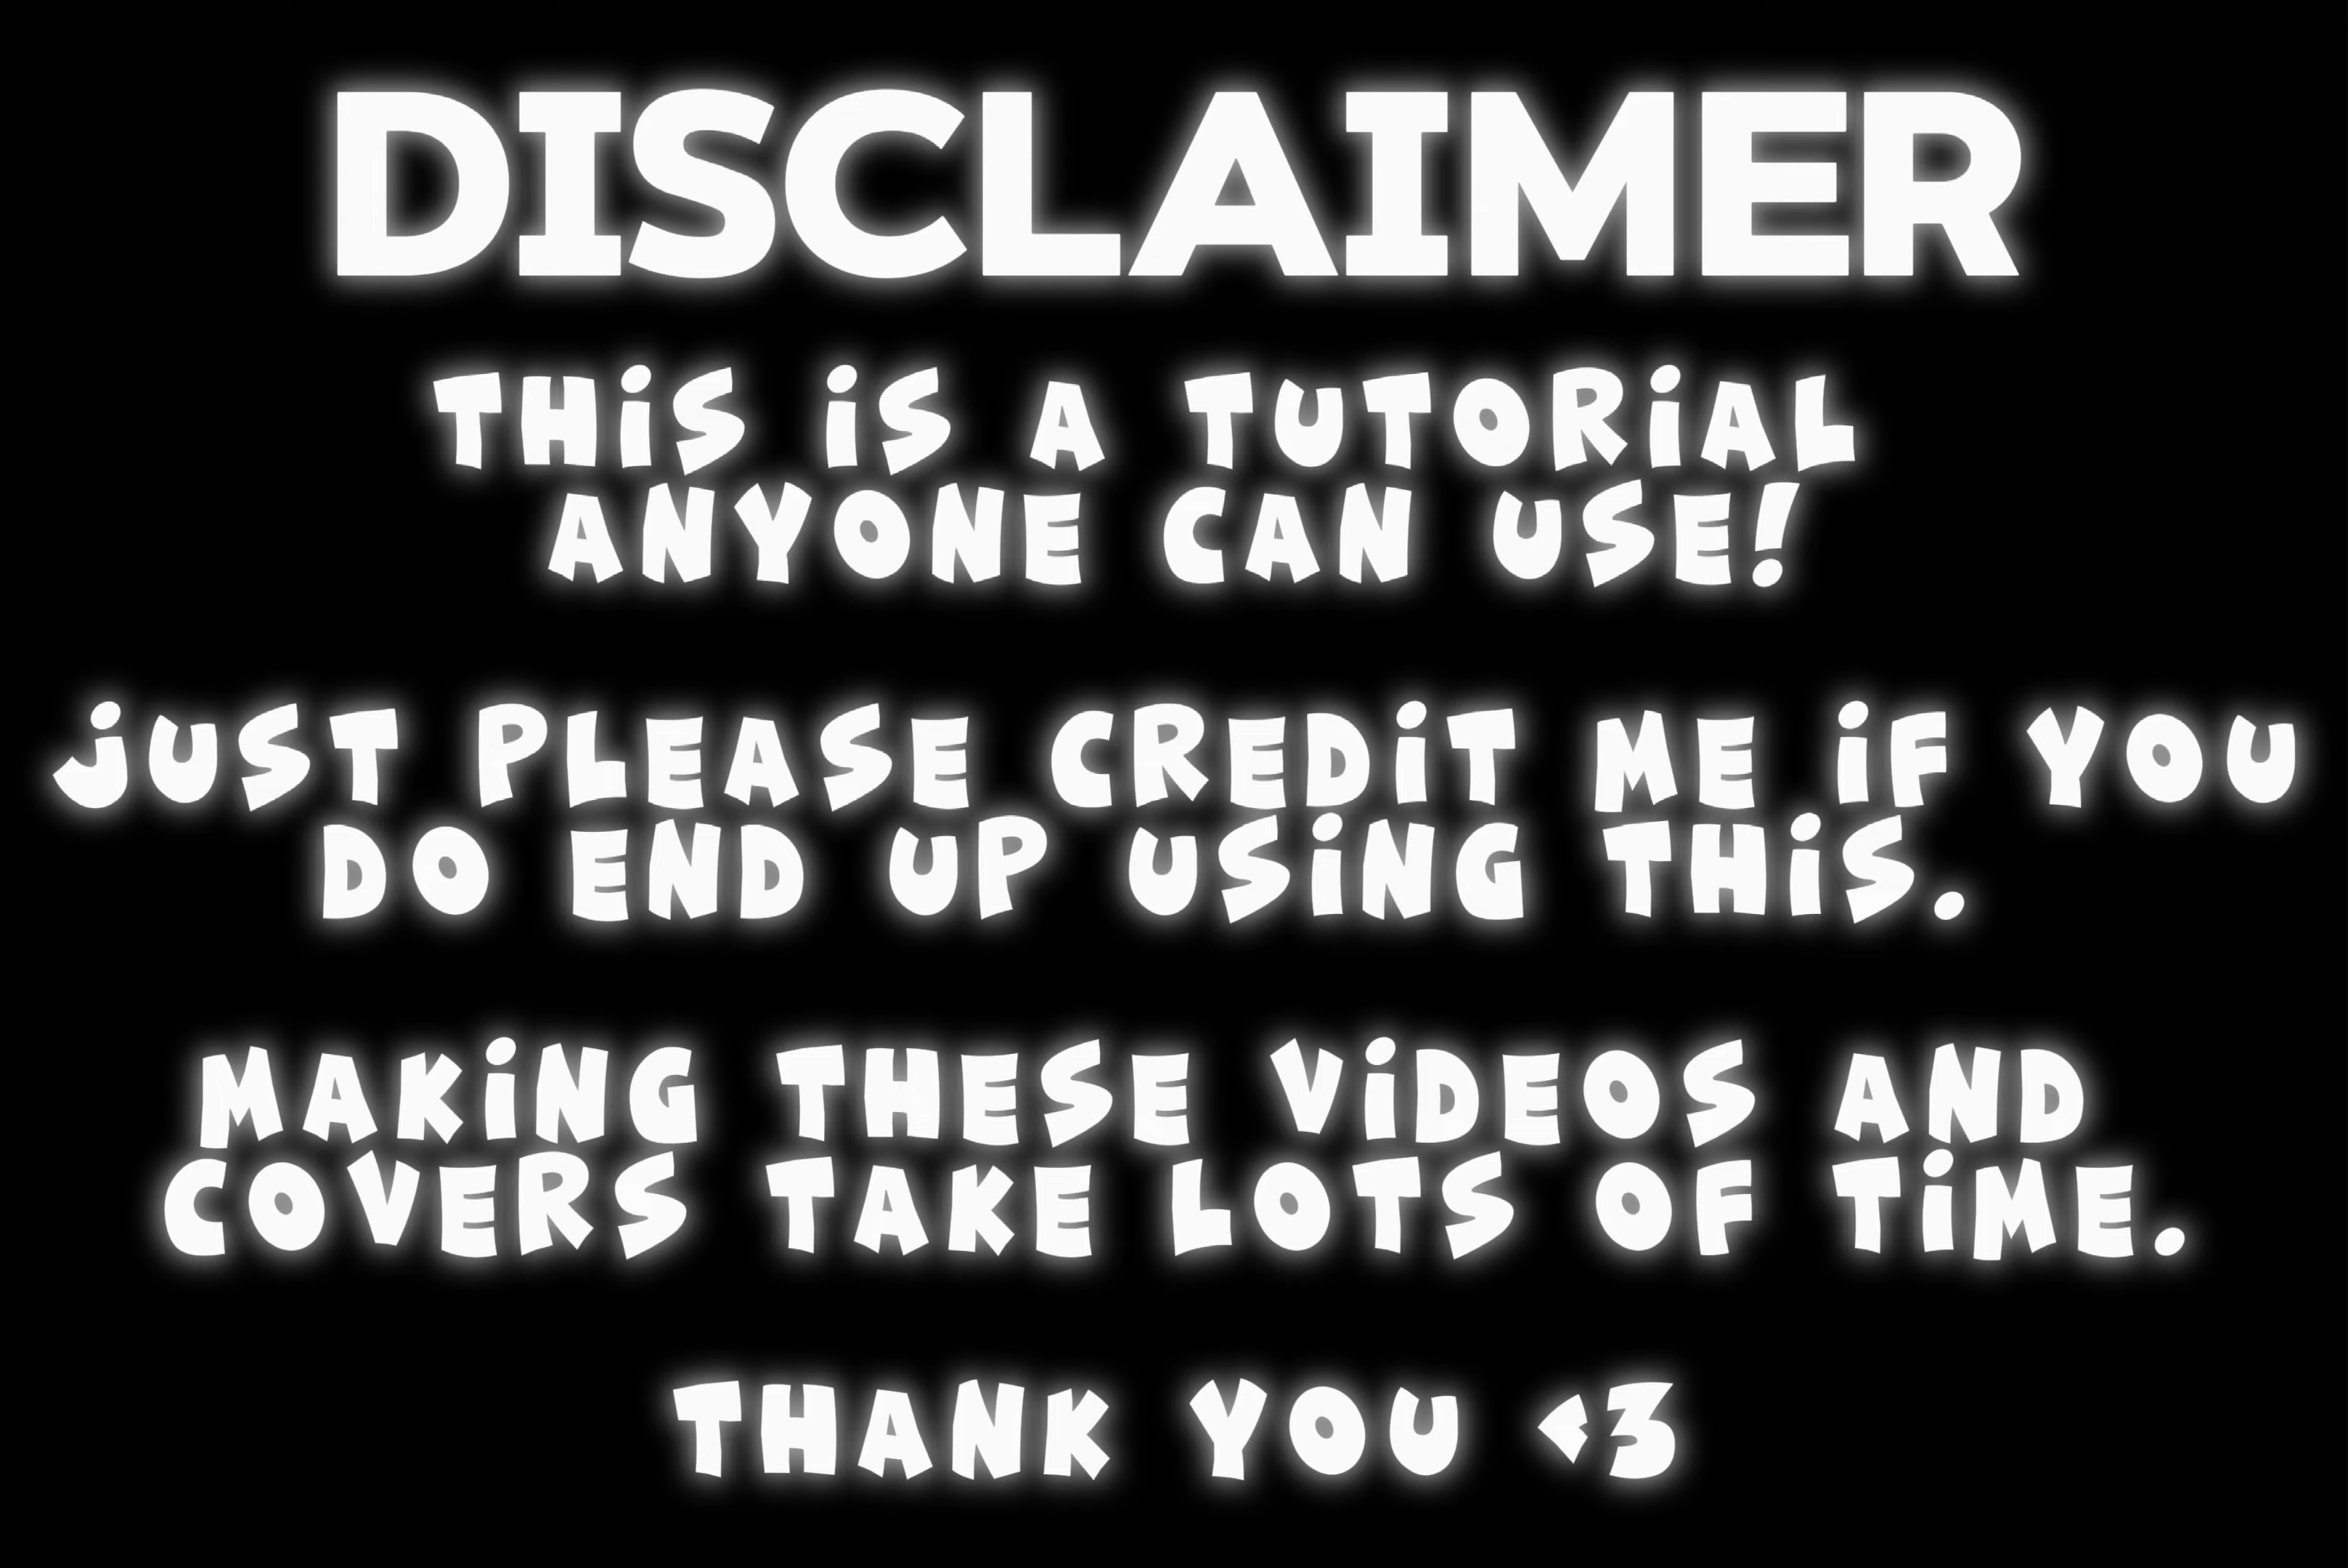 DISCLAIMER
THiS iS A TUTORiAL
ANYONE CAN USE!
jUST PLEASE CREDiT ME iF YOU
DO END UP USiNG THiS.
MAKiNG THESE ViDEOS AND
COVERS TAKE LOTS OF TiME.
THANK YOU <3